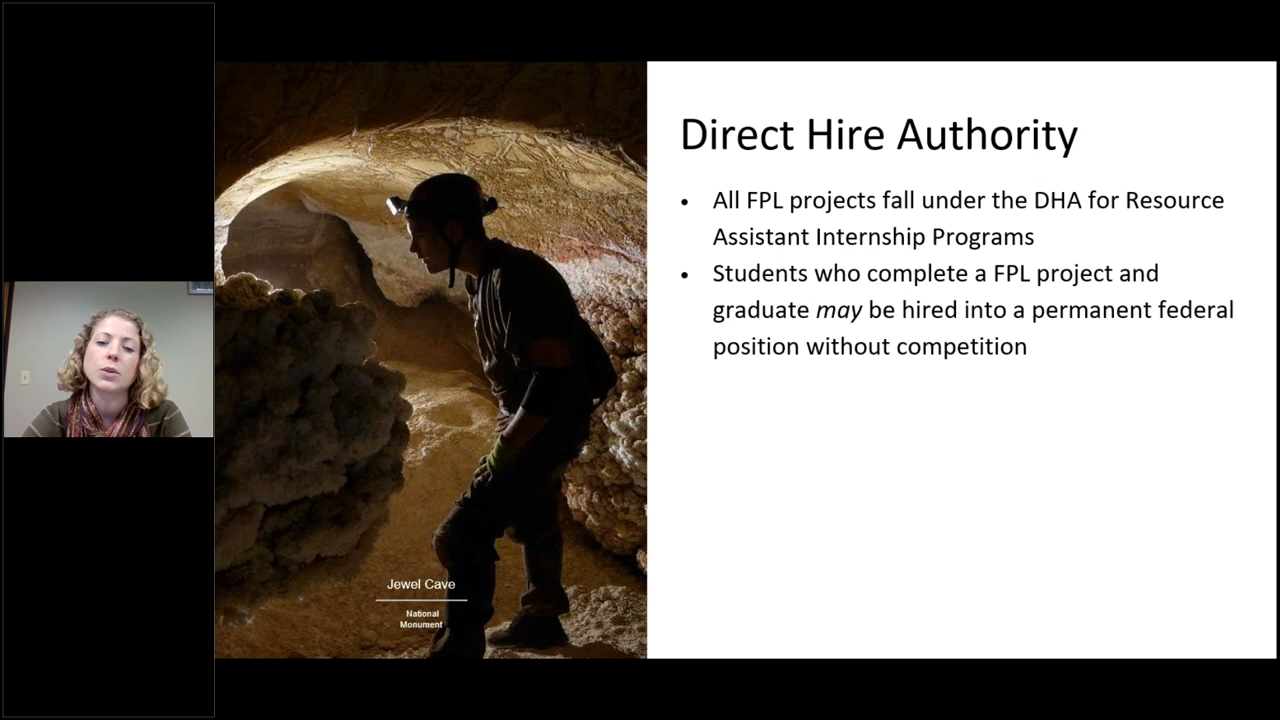 Direct Hire Authority
• All FPL projects fall under the DHA for Resource
Assistant Internship Programs
• Students who complete a FPL project and
graduate may be hired into a permanent federal
position without competition
Jewel Cave
National
Monument